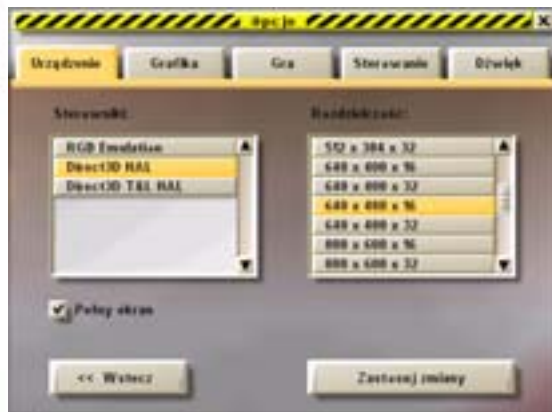 Opcje
Urządzenie Grafika Gra Sterowanie Dźwięk
Sterowniki: Rozdzielczość:
RGB Emulation
Direct3D HAL
Direct3D T&L HAL
512 x 384 x 32
640 x 400 x 16
640 x 400 x 32
640 x 480 x 16
640 x 480 x 32
800 x 600 x 16
800 x 600 x 32
Pełny ekran
<< Wstecz Zastosuj zmiany